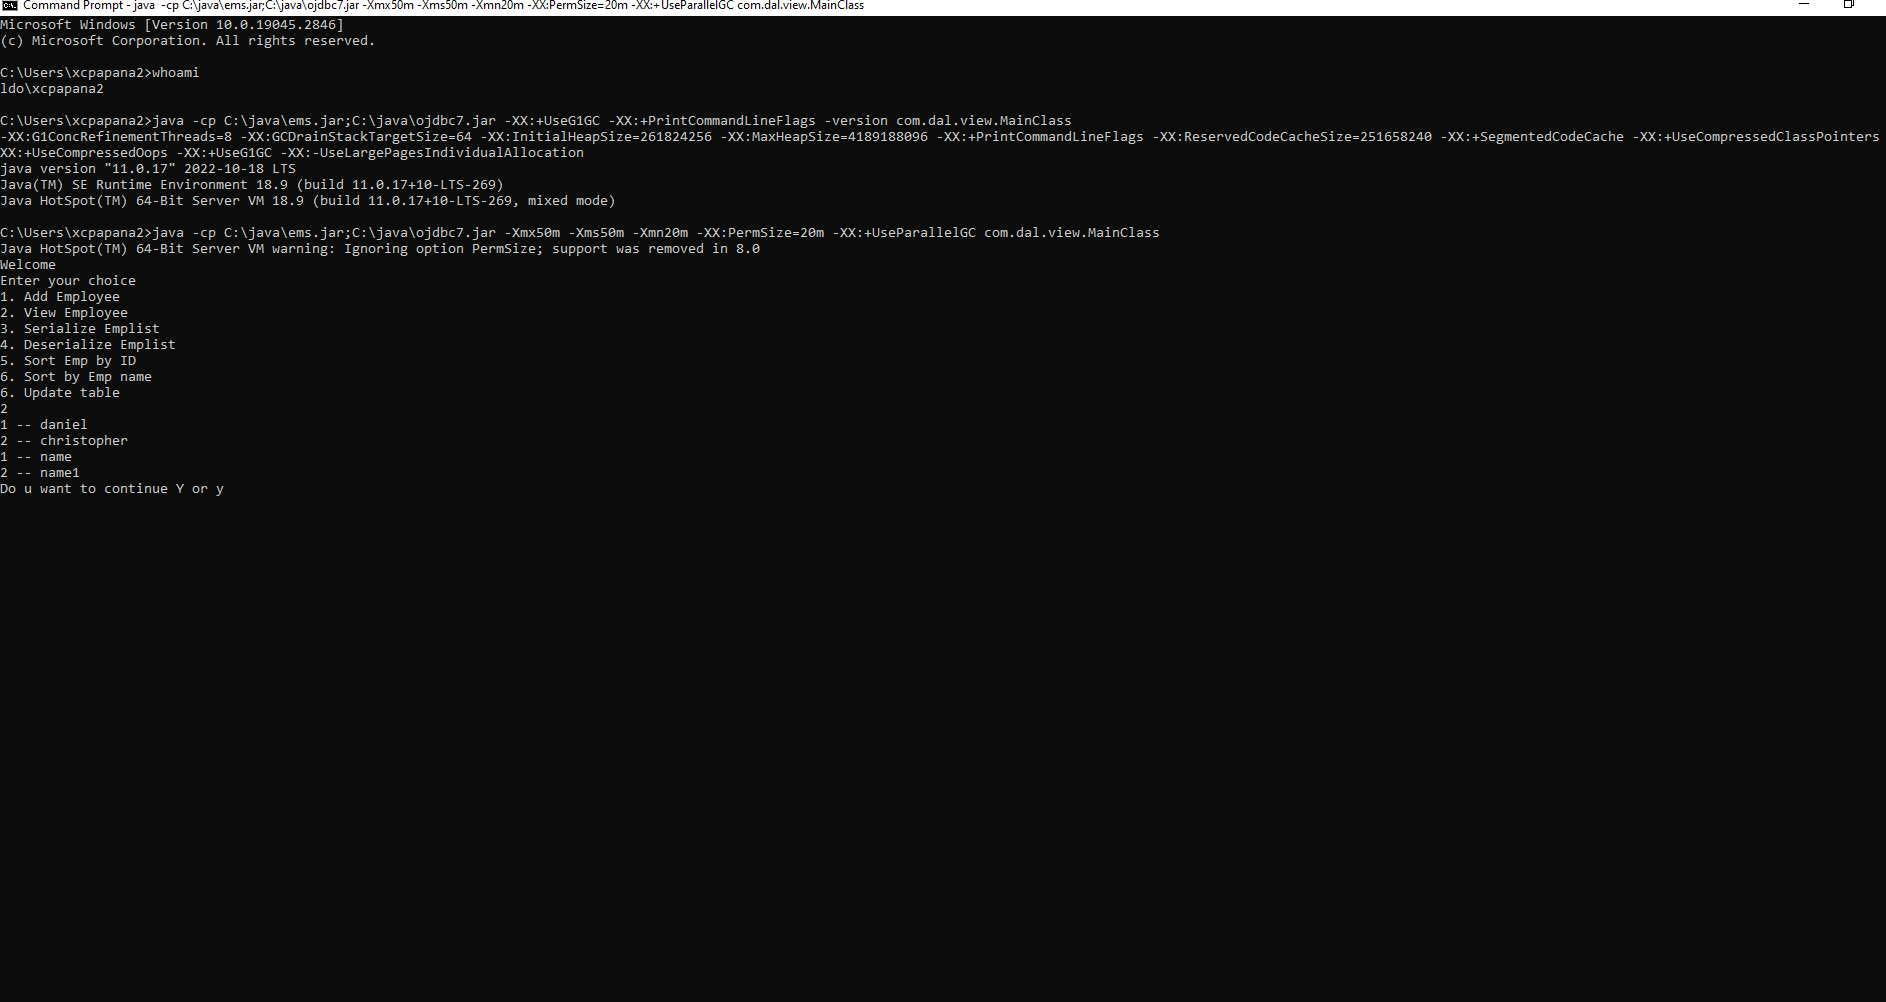 Command Prompt - java -cp C:\java\ems.jar;C:\java\ojdbc7.jar -Xmx50m -Xms50m -Xmn20m -XX:PermSize=20m -XX:+UseParallelGC com.dal.view.MainClass
Microsoft Windows [Version 10.0.19045.2846]
(c) Microsoft Corporation. All rights reserved.
C:\Users\xcpapana2>whoami
ldo\xcpapana2
C:\Users\xcpapana2>java -cp C:\java\ems.jar;C:\java\ojdbc7.jar -XX:+UseG1GC -XX:+PrintCommandLineFlags -version com.dal.view.MainClass
-XX:G1ConcRefinementThreads=8 -XX:GCDrainStackTargetSize=64 -XX:InitialHeapSize=261824256 -XX:MaxHeapSize=4189188096 -XX:+PrintCommandLineFlags -XX:ReservedCodeCacheSize=251658240 -XX:+SegmentedCodeCache -XX:+UseCompressedClassPointers
XX:+UseCompressedOops -XX:+UseG1GC -XX:-UseLargePagesIndividualAllocation
java version "11.0.17" 2022-10-18 LTS
Java(TM) SE Runtime Environment 18.9 (build 11.0.17+10-LTS-269)
Java HotSpot(TM) 64-Bit Server VM 18.9 (build 11.0.17+10-LTS-269, mixed mode)
C:\Users\xcpapana2>java -cp C:\java\ems.jar;C:\java\ojdbc7.jar -Xmx50m -Xms50m -Xmn20m -XX:PermSize=20m -XX:+UseParallelGC com.dal.view.MainClass
Java HotSpot(TM) 64-Bit Server VM warning: Ignoring option PermSize; support was removed in 8.0
Welcome
Enter your choice
1. Add Employee
2. View Employee
3. Serialize Emplist
4. Deserialize Emplist
5. Sort Emp by ID
6. Sort by Emp name
6. Update table
2
1 -- daniel
2 -- christopher
1 -- name
2 -- name1
Do u want to continue Y or y